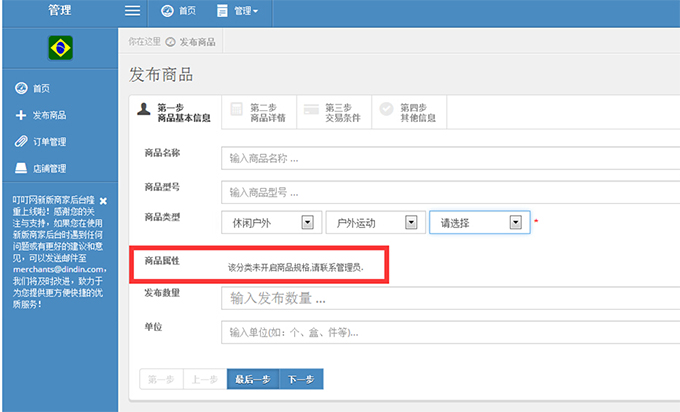 管理
首页
管理
你在这里
发布商品
首页
发布商品
订单管理
店铺管理
叮叮网新版商家后台隆
重上线啦！感谢您的关
注与支持，如果您在使用
新版商家后台时遇到任何
问题或有更好的建议和意
见，可以发送邮件至
merchants@dindin.com，
我们将及时改进，致力于
为您提供更方便快捷的优
质服务！
发布商品
第一步
商品基本信息
第二步
商品详情
第三步
交易条件
第四步
其他信息
商品名称
输入商品名称 ...
商品型号
输入商品型号 ...
商品类型
休闲户外
户外运动
请选择
*
商品属性
该分类未开启商品规格,请联系管理员.
发布数量
输入发布数量 ...
单位
输入单位(如：个、盒、件等)...
第一步
上一步
最后一步
下一步